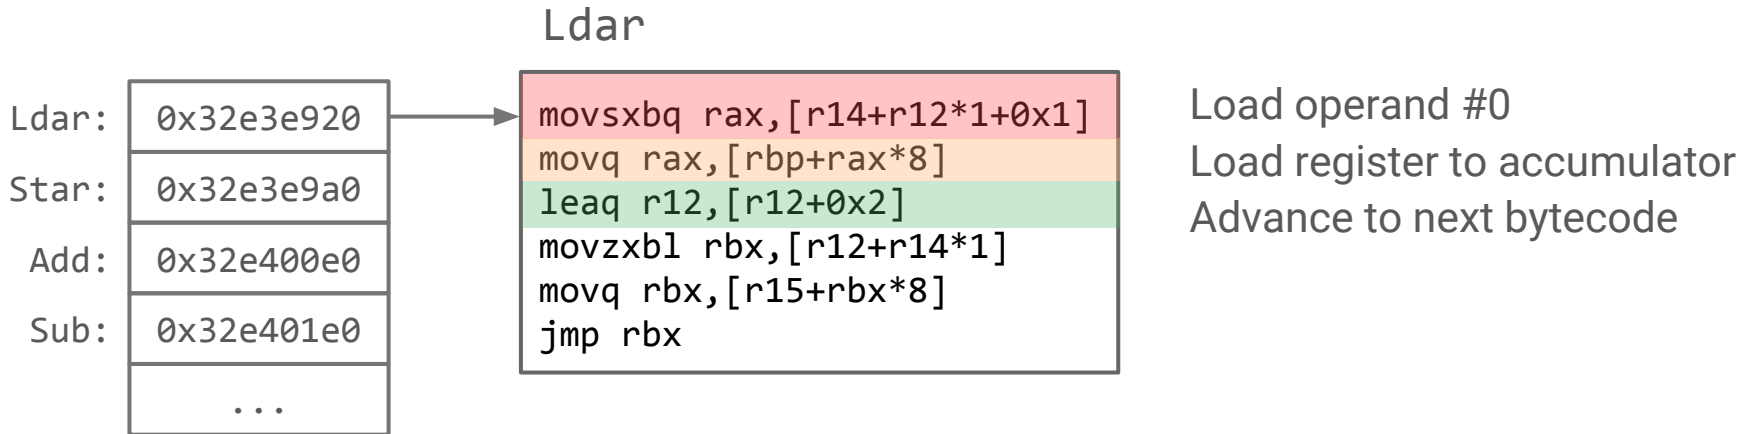 Ldar
Ldar: 0x32e3e920
Star: 0x32e3e9a0
Add: 0x32e400e0
Sub: 0x32e401e0
...
movsxbq rax,[r14+r12*1+0x1]
movq rax,[rbp+rax*8]
leaq r12,[r12+0x2]
movzxbl rbx,[r12+r14*1]
movq rbx,[r15+rbx*8]
jmp rbx
Load operand #0
Load register to accumulator
Advance to next bytecode